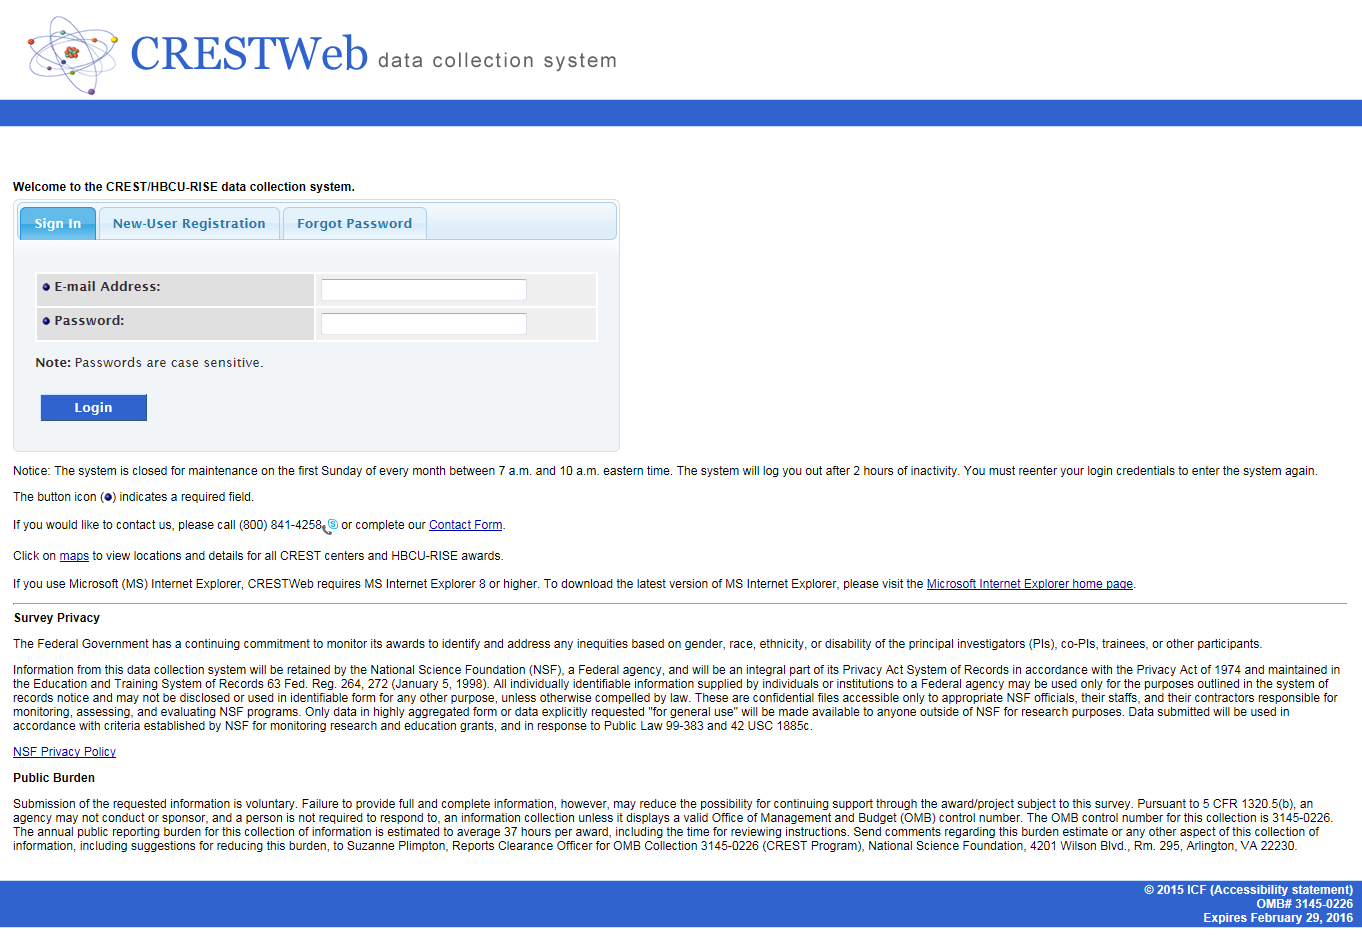 CRESTWeb data collection system
Welcome to the CREST/HBCU-RISE data collection system.
Sign In New-User Registration Forgot Password
E-mail Address:
Password:
Note: Passwords are case sensitive.
Login
Notice: The system is closed for maintenance on the first Sunday of every month between 7 a.m. and 10 a.m. eastern time. The system will log you out after 2 hours of inactivity. You must reenter your login credentials to enter the system again.
The button icon ( ) indicates a required field.
If you would like to contact us, please call (800) 841-4258 or complete our Contact Form.
Click on maps to view locations and details for all CREST centers and HBCU-RISE awards.
If you use Microsoft (MS) Internet Explorer, CRESTWeb requires MS Internet Explorer 8 or higher. To download the latest version of MS Internet Explorer, please visit the Microsoft Internet Explorer home page.
Survey Privacy
The Federal Government has a continuing commitment to monitor its awards to identify and address any inequities based on gender, race, ethnicity, or disability of the principal investigators (PIs), co-PIs, trainees, or other participants.
Information from this data collection system will be retained by the National Science Foundation (NSF), a Federal agency, and will be an integral part of its Privacy Act System of Records in accordance with the Privacy Act of 1974 and maintained in
the Education and Training System of Records 63 Fed. Reg. 264, 272 (January 5, 1998). All individually identifiable information supplied by individuals or institutions to a Federal agency may be used only for the purposes outlined in the system of
records notice and may not be disclosed or used in identifiable form for any other purpose, unless otherwise compelled by law. These are confidential files accessible only to appropriate NSF officials, their staffs, and their contractors responsible for
monitoring, assessing, and evaluating NSF programs. Only data in highly aggregated form or data explicitly requested "for general use" will be made available to anyone outside of NSF for research purposes. Data submitted will be used in
accordance with criteria established by NSF for monitoring research and education grants, and in response to Public Law 99-383 and 42 USC 1885c.
NSF Privacy Policy
Public Burden
Submission of the requested information is voluntary. Failure to provide full and complete information, however, may reduce the possibility for continuing support through the award/project subject to this survey. Pursuant to 5 CFR 1320.5(b), an
agency may not conduct or sponsor, and a person is not required to respond to, an information collection unless it displays a valid Office of Management and Budget (OMB) control number. The OMB control number for this collection is 3145-0226.
The annual public reporting burden for this collection of information is estimated to average 37 hours per award, including the time for reviewing instructions. Send comments regarding this burden estimate or any other aspect of this collection of
information, including suggestions for reducing this burden, to Suzanne Plimpton, Reports Clearance Officer for OMB Collection 3145-0226 (CREST Program), National Science Foundation, 4201 Wilson Blvd., Rm. 295, Arlington, VA 22230.
© 2015 ICF (Accessibility statement)
OMB# 3145-0226
Expires February 29, 2016